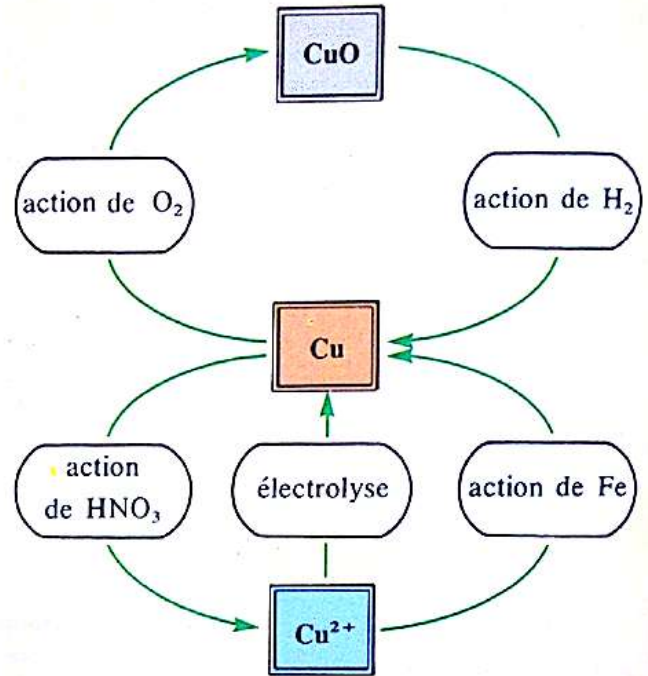 CuO
action de O₂
action de H₂
Cu
action
de HNO₃
électrolyse
action de Fe
Cu²⁺